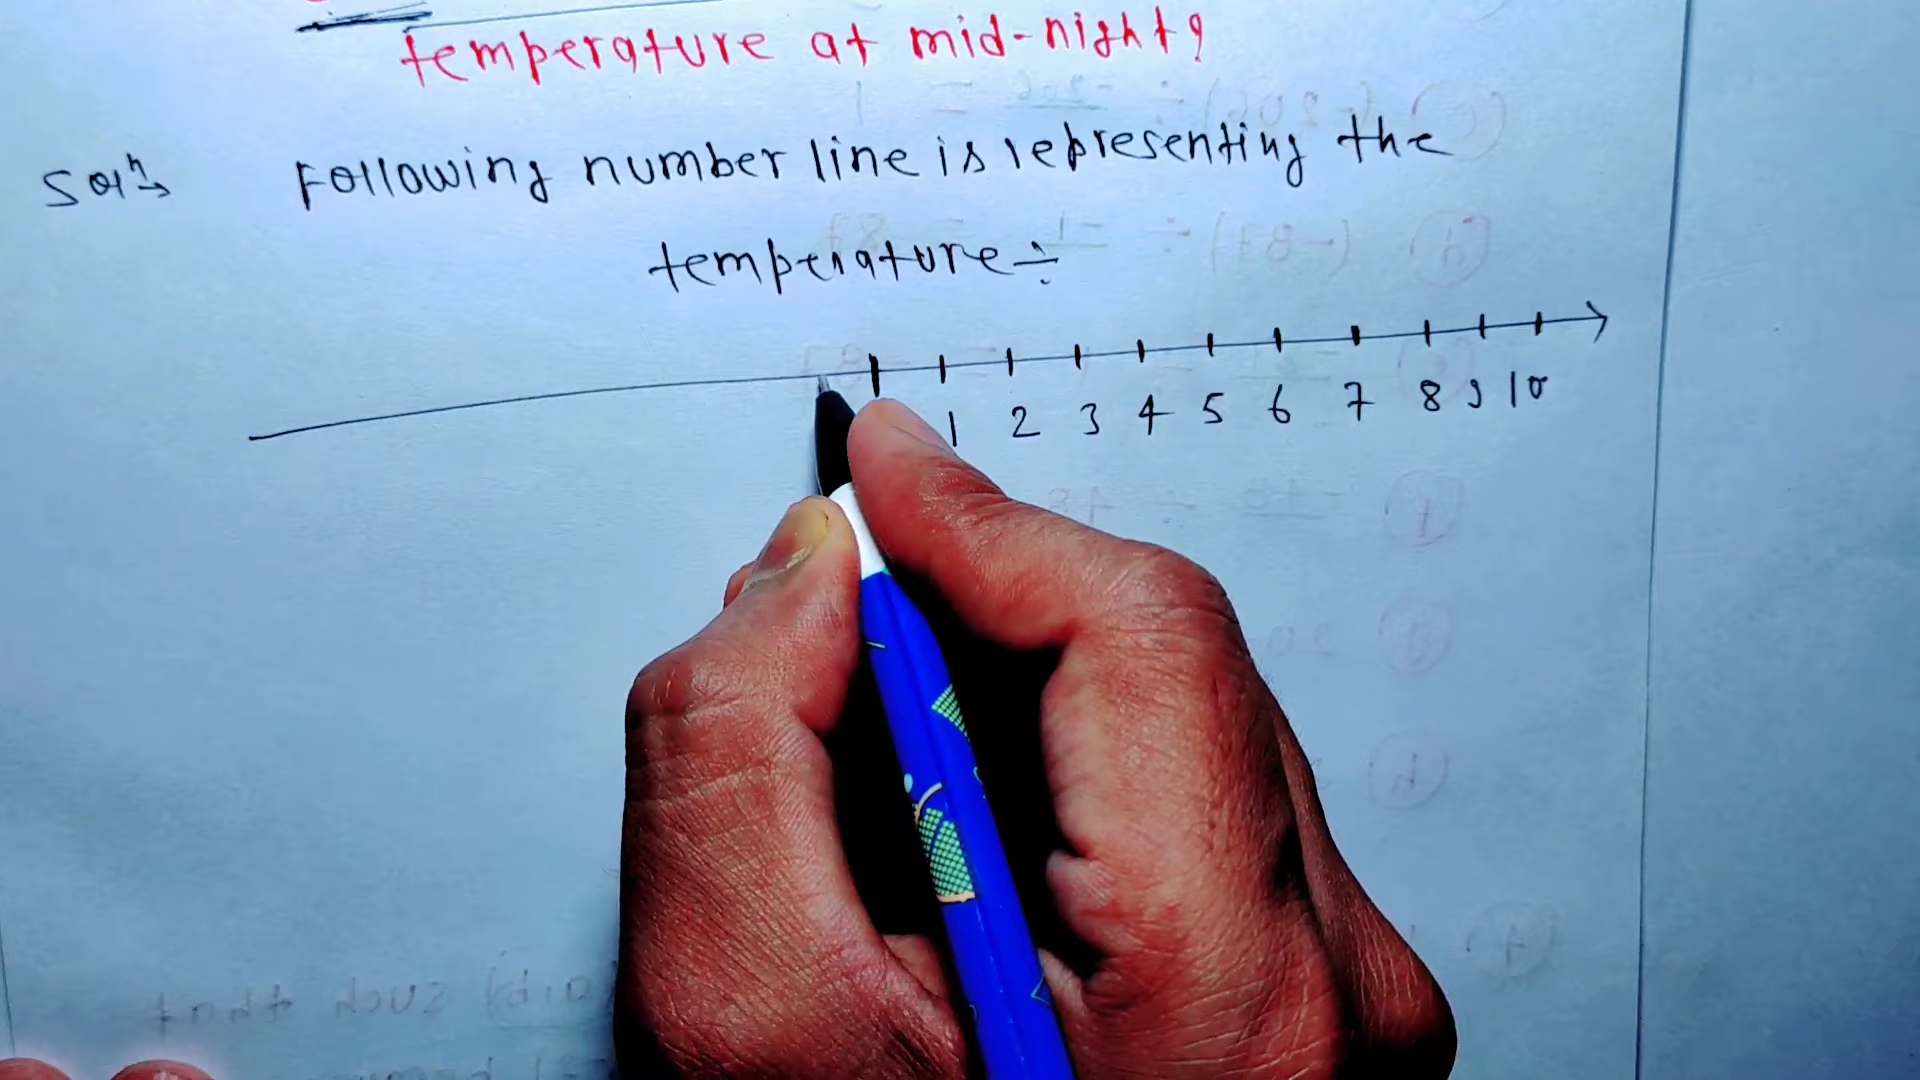 temperature at mid-night?
Solⁿ→ Following number line is representing the
temperature÷
1 2 3 4 5 6 7 8 9 10